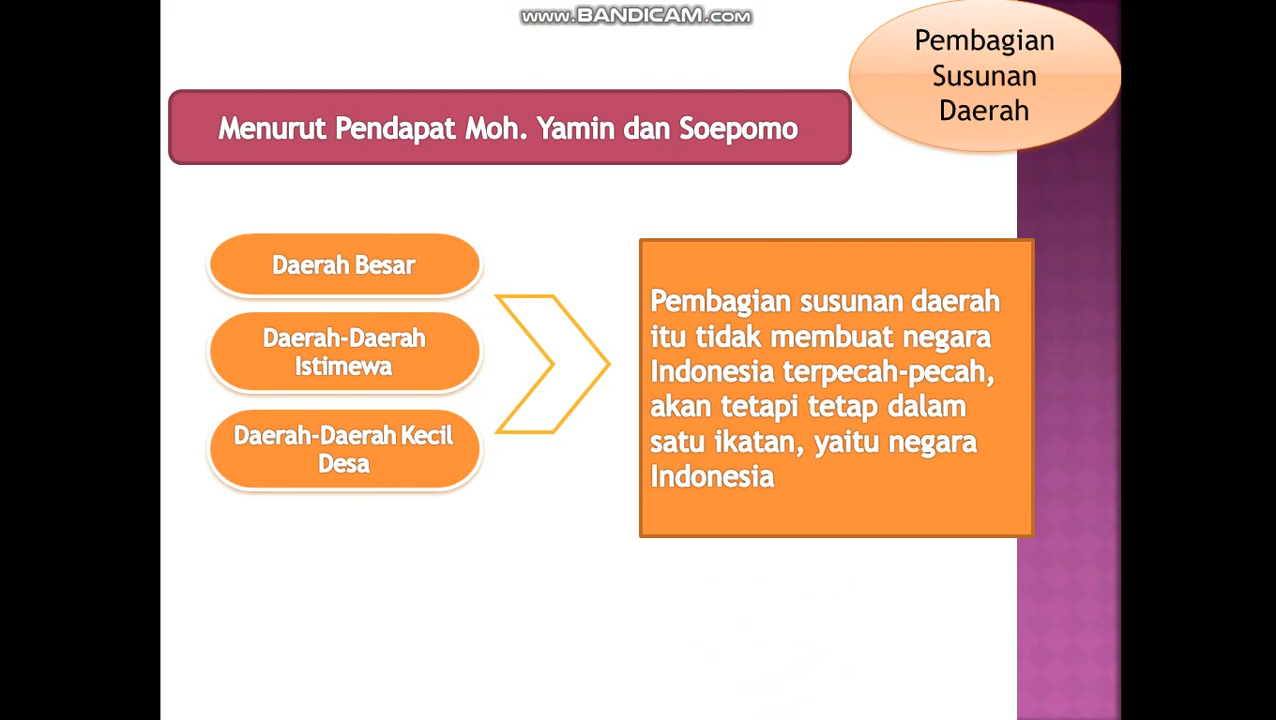 www.BANDICAM.com
Pembagian
Susunan
Daerah
Menurut Pendapat Moh. Yamin dan Soepomo
Daerah Besar
Daerah-Daerah
Istimewa
Daerah-Daerah Kecil
Desa
Pembagian susunan daerah
itu tidak membuat negara
Indonesia terpecah-pecah,
akan tetapi tetap dalam
satu ikatan, yaitu negara
Indonesia